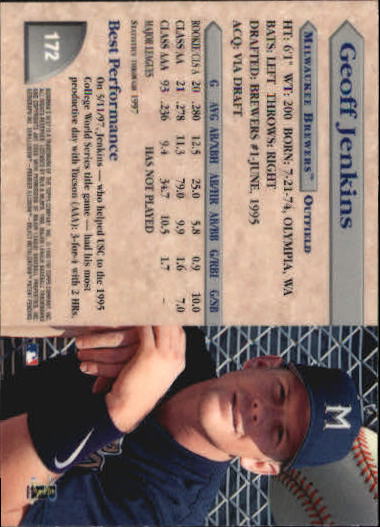 Geoff Jenkins
MILWAUKEE BREWERS™ OUTFIELD
HT: 6'1" WT: 200 BORN: 7-21-74, OLYMPIA, WA
BATS: LEFT THROWS: RIGHT
DRAFTED: BREWERS #1-JUNE, 1995
ACQ: VIA DRAFT
G AVG AB/XBH AB/HR AB/BB G/RBI G/SB
ROOKIE/CLS A 20 .280 12.5 25.0 5.8 0.9 10.0
CLASS AA 21 .278 11.3 79.0 9.9 1.6 7.0
CLASS AAA 93 .236 9.4 34.7 10.5 1.7 -
MAJOR LEAGUES HAS NOT PLAYED
STATISTICS THROUGH 1997
Best Performance
On 5/11/97, Jenkins — who helped USC to the 1995
College World Series title game — had his most
productive day with Tucson (AAA): 3-for-4 with 2 HRs.
172
M